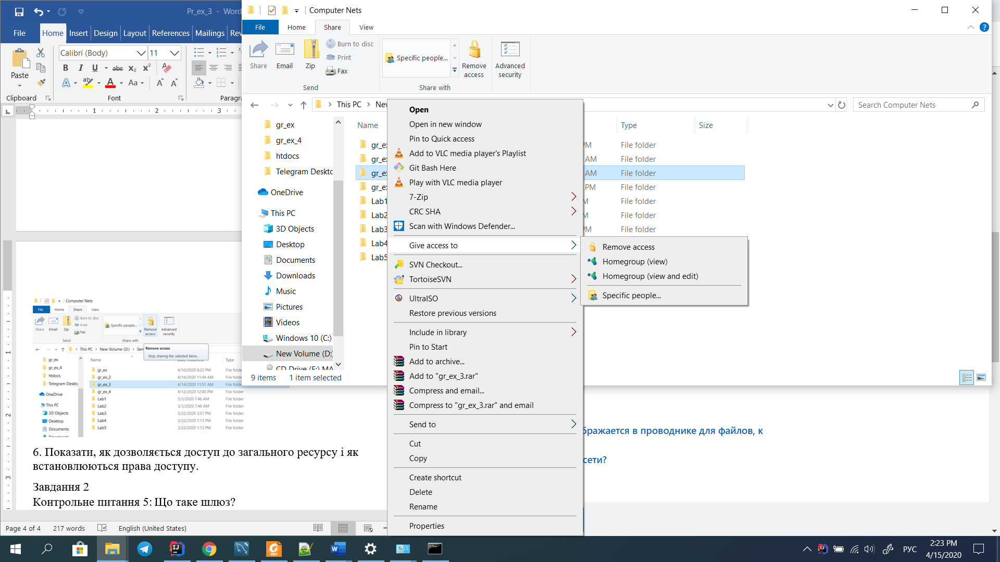 Pr_ex_3 - Word
File Home Insert Design Layout References Mailings Rev
Calibri (Body) 11
Paste
Clipboard Font Paragra
1 2 3
Computer Nets
File Home Share View
Share Email Zip
Burn to disc
Print
Fax
Send
Specific people...
Share with
Remove access
Advanced security
This PC New
Search Computer Nets
gr_ex
gr_ex_4
htdocs
Telegram Deskto
OneDrive
This PC
3D Objects
Desktop
Documents
Downloads
Music
Pictures
Videos
Windows 10 (C:)
New Volume (D:)
CD Drive (F:) MA
9 items 1 item selected
Name Type Size
gr_ex PM File folder
gr_ex AM File folder
gr_ex AM File folder
gr_ex PM File folder
Lab1 M File folder
Lab2 M File folder
Lab3 PM File folder
Lab4
Lab5
Open
Open in new window
Pin to Quick access
Add to VLC media player's Playlist
Git Bash Here
Play with VLC media player
7-Zip
CRC SHA
Scan with Windows Defender...
Give access to
SVN Checkout...
TortoiseSVN
UltraISO
Restore previous versions
Include in library
Pin to Start
Add to archive...
Add to "gr_ex_3.rar"
Compress and email...
Compress to "gr_ex_3.rar" and email
Send to
Cut
Copy
Create shortcut
Delete
Rename
Properties
Remove access
Homegroup (view)
Homegroup (view and edit)
Specific people...
Computer Nets
File Home Share View
Share Email Zip
Burn to disc
Print
Fax
Send
Specific people...
Share with
Remove access
Advanced security
This PC New Volume (D:) Sem
Remove access
Stop sharing the selected items.
Name Date modified Type
gr_ex
gr_ex_4
htdocs
Telegram Deskto
OneDrive
This PC
3D Objects
Desktop
Documents
Downloads
gr_ex 4/10/2020 8:22 PM File folder
gr_ex_2 4/14/2020 11:44 AM File folder
gr_ex_3 4/14/2020 11:51 AM File folder
gr_ex_4 4/12/2020 12:00 PM File folder
Lab1 3/3/2020 7:46 AM File folder
Lab2 3/3/2020 7:46 AM File folder
Lab3 3/22/2020 3:57 PM File folder
Lab4 3/22/2020 1:13 PM File folder
Lab5 3/22/2020 1:13 PM File folder
6. Показати, як дозволяється доступ до загального ресурсу і як
встановлюються права доступу.
Завдання 2
Контрольне питання 5: Що таке шлюз?
бражается в проводнике для файлов, к
сети?
Page 4 of 4 217 words English (United States)
РУС
2:23 PM
4/15/2020